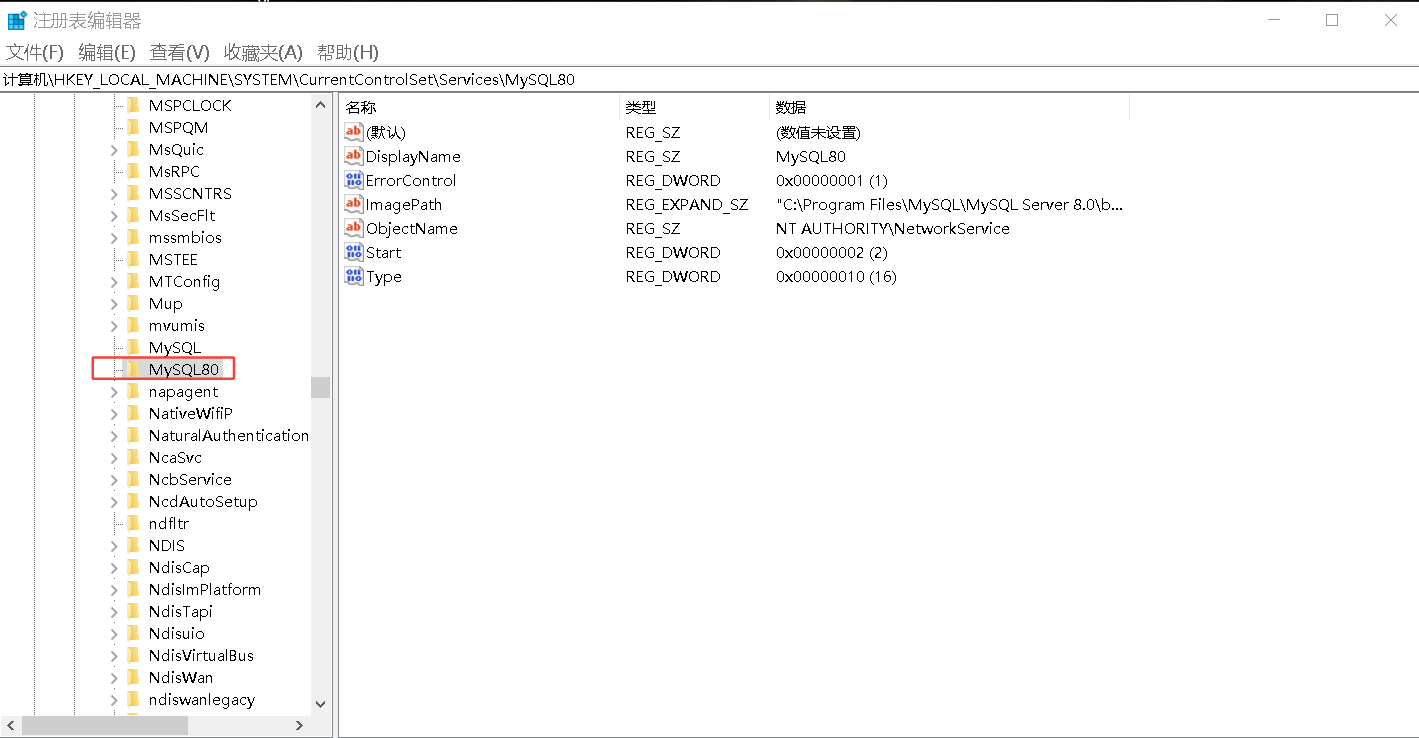 注册表编辑器
文件(F) 编辑(E) 查看(V) 收藏夹(A) 帮助(H)
计算机\HKEY_LOCAL_MACHINE\SYSTEM\CurrentControlSet\Services\MySQL80
MSPCLOCK
MSPQM
MsQuic
MsRPC
MSSCNTRS
MsSecFlt
mssmbios
MSTEE
MTConfig
Mup
mvumis
MySQL
MySQL80
napagent
NativeWifiP
NaturalAuthentication
NcaSvc
NcbService
NcdAutoSetup
ndfltr
NDIS
NdisCap
NdisImPlatform
NdisTapi
Ndisuio
NdisVirtualBus
NdisWan
ndiswanlegacy
名称 类型 数据
(默认) REG_SZ (数值未设置)
DisplayName REG_SZ MySQL80
ErrorControl REG_DWORD 0x00000001 (1)
ImagePath REG_EXPAND_SZ "C:\Program Files\MySQL\MySQL Server 8.0\b...
ObjectName REG_SZ NT AUTHORITY\NetworkService
Start REG_DWORD 0x00000002 (2)
Type REG_DWORD 0x00000010 (16)